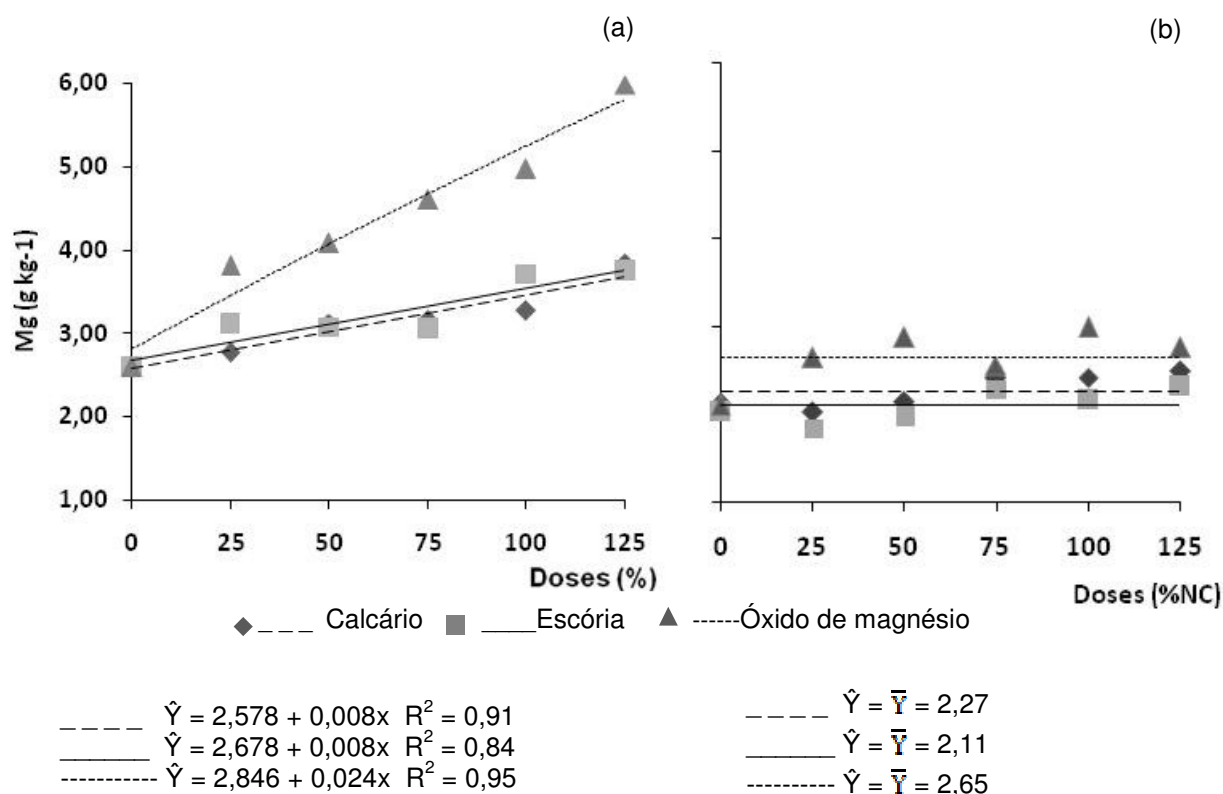 (a)
(b)
6,00
5,00
4,00
3,00
2,00
1,00
Mg (g kg-1)
0 25 50 75 100 125
Doses (%)
0 25 50 75 100 125
Doses (%NC)
Calcário Escória Óxido de magnésio
Ŷ = 2,578 + 0,008x R² = 0,91
Ŷ = 2,678 + 0,008x R² = 0,84
Ŷ = 2,846 + 0,024x R² = 0,95
Ŷ = Y̅ = 2,27
Ŷ = Y̅ = 2,11
Ŷ = Y̅ = 2,65